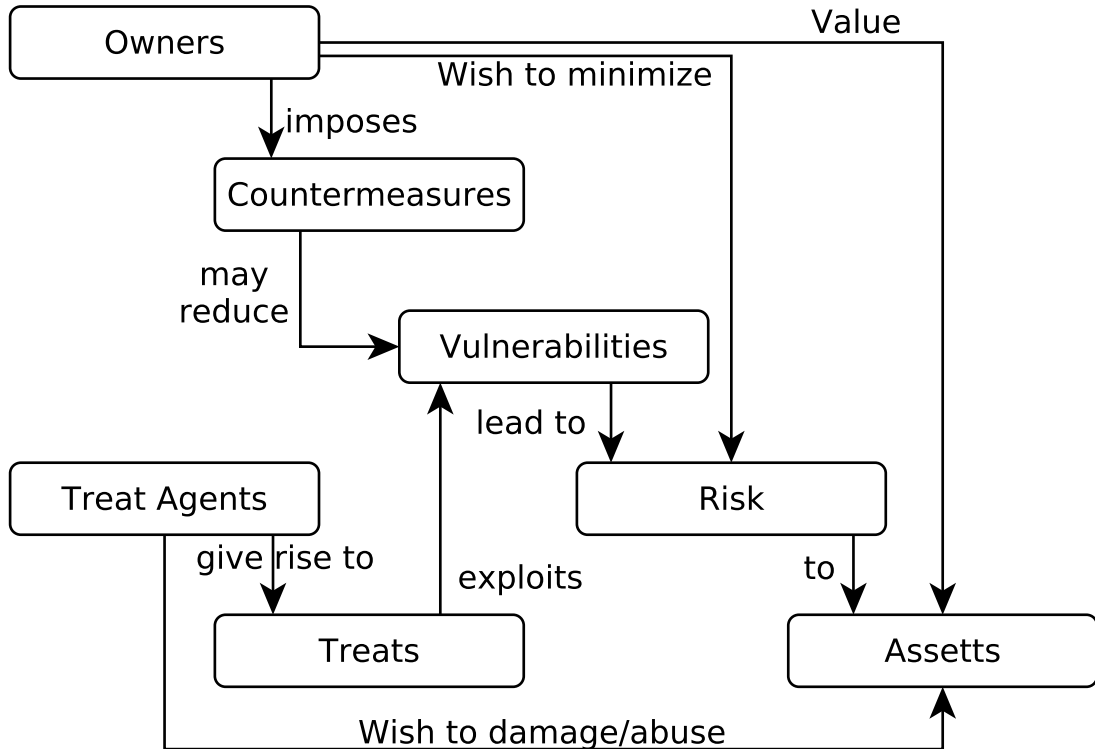 Owners
Value
Wish to minimize
imposes
Countermeasures
may
reduce
Vulnerabilities
lead to
Treat Agents
Risk
give rise to
exploits
to
Treats
Assetts
Wish to damage/abuse